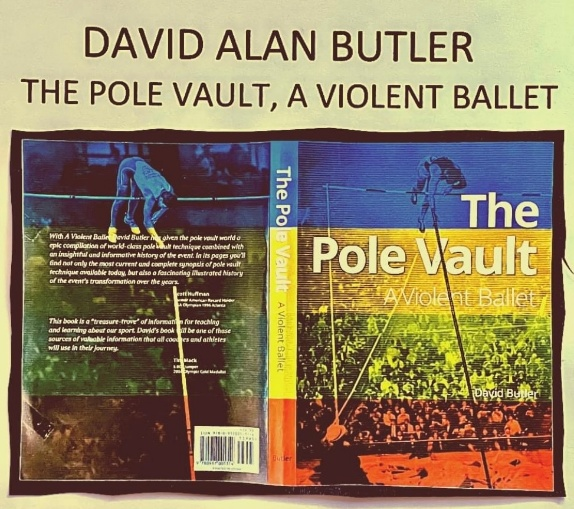 DAVID ALAN BUTLER
THE POLE VAULT, A VIOLENT BALLET
With A Violent Ballet, David Butler has given the pole vault world a
epic compilation of world-class pole vault technique combined with
an insightful and informative history of the event. In its pages you'll
find not only the most current and complete synopsis of pole vault
technique available today, but also a fascinating illustrated history
of the event's transformation over the years.
Scott Huffman
Former American Record Holder
Olympian 1996 Atlanta
This book is a "treasure-trove" of information for teaching
and learning about our sport. David's book will be one of those
sources of valuable information that all coaches and athletes
will use in their journey.
Tim Mack
2004 Olympic Gold Medalist
The Pole Vault
A Violent Ballet
Butler
The
Pole Vault
A Violent Ballet
David Butler